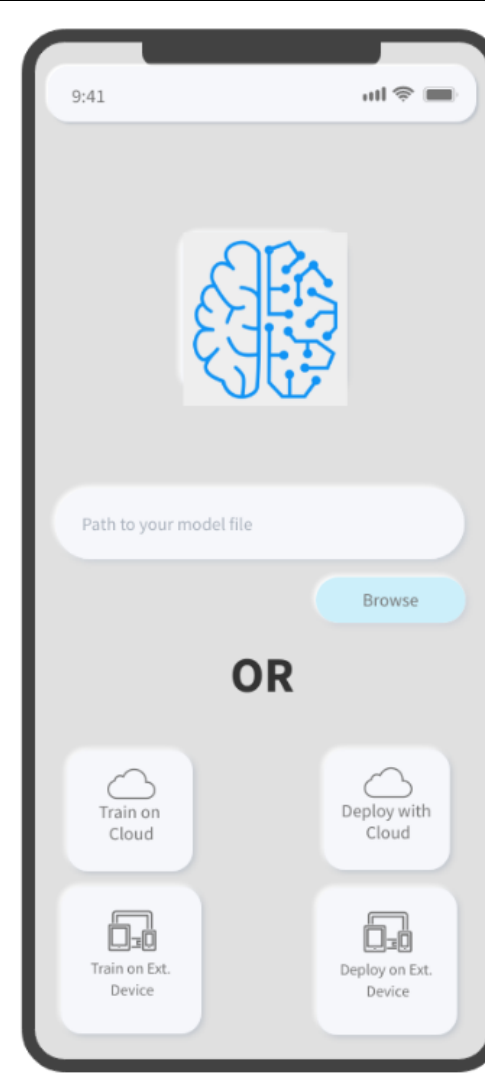 9:41
Path to your model file
Browse
OR
Train on
Cloud
Deploy with
Cloud
Train on Ext.
Device
Deploy on Ext.
Device